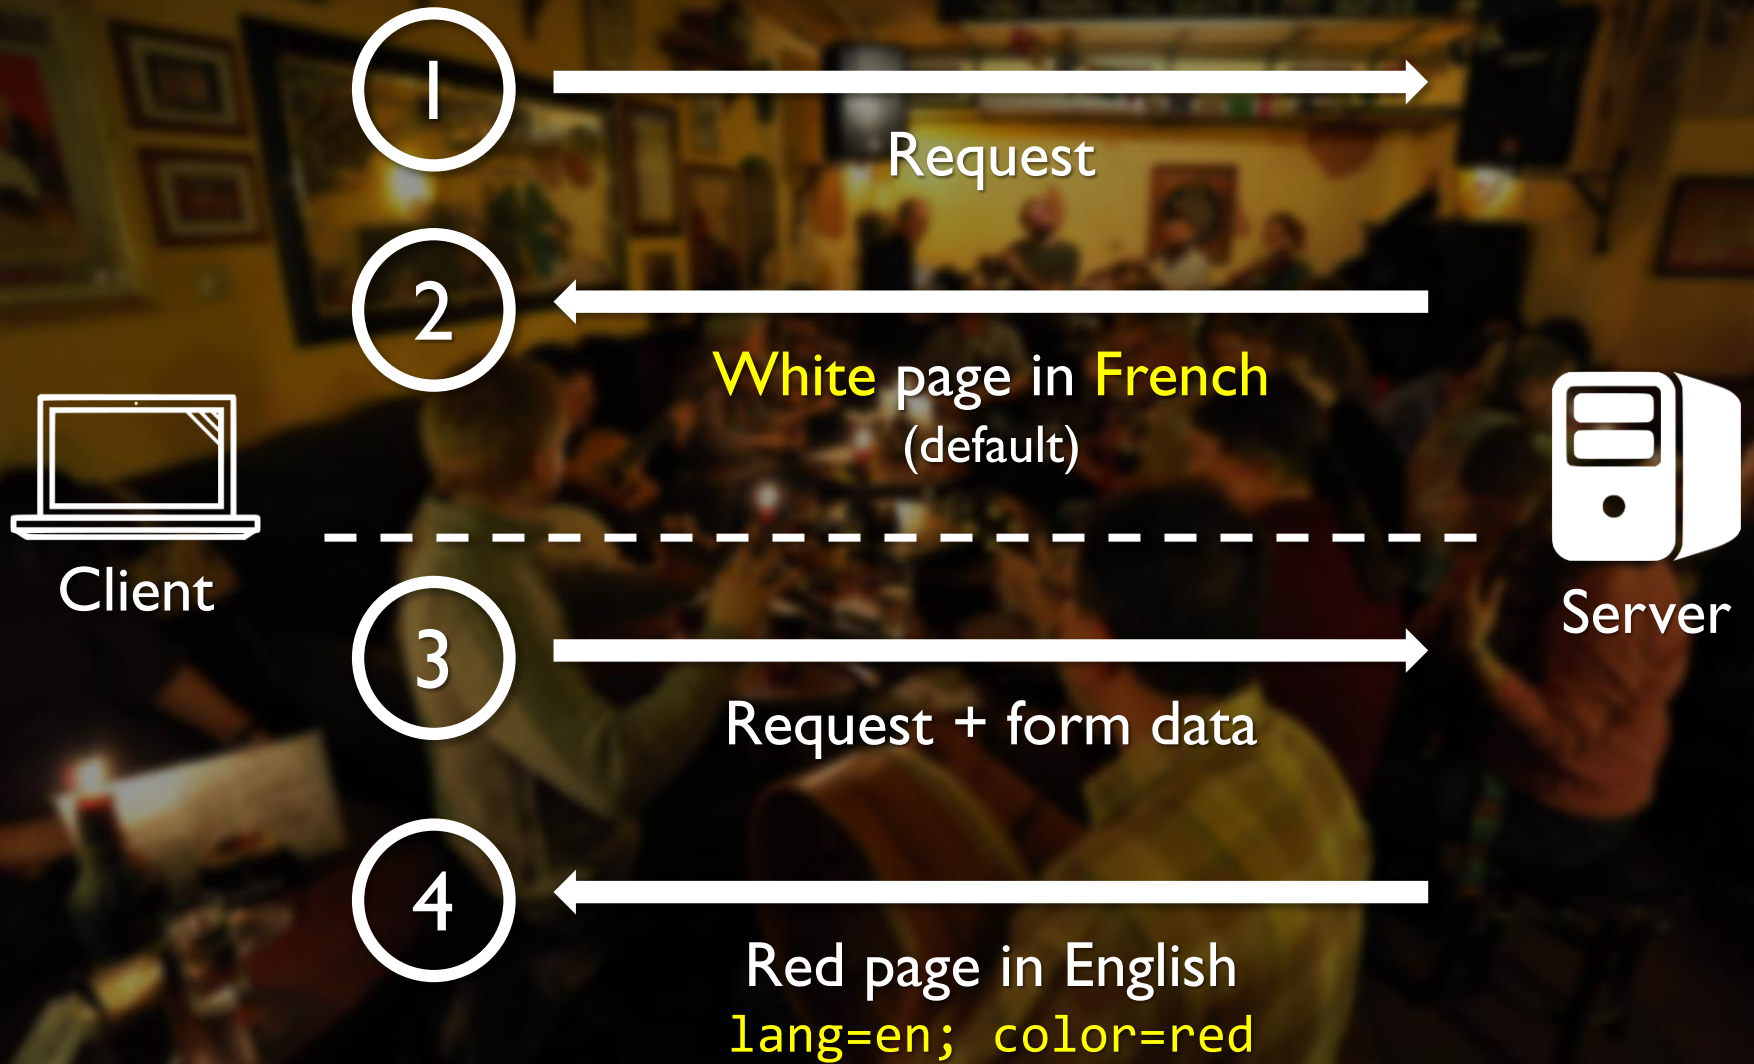 1
Request
2
White page in French
(default)
Client
Server
3
Request + form data
4
Red page in English
lang=en; color=red